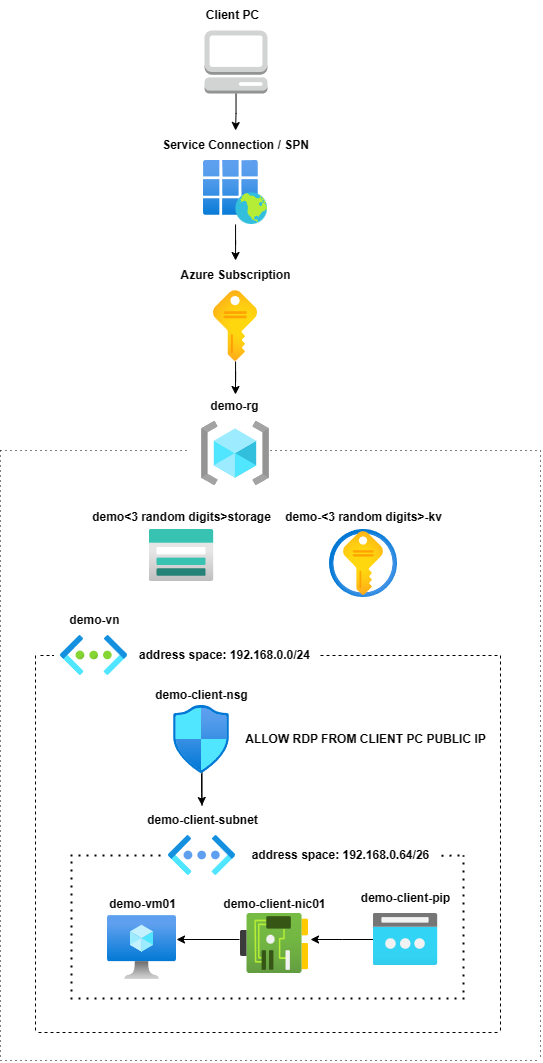 Client PC
Service Connection / SPN
Azure Subscription
demo-rg
demo<3 random digits>storage
demo-<3 random digits>-kv
demo-vn
address space: 192.168.0.0/24
demo-client-nsg
ALLOW RDP FROM CLIENT PC PUBLIC IP
demo-client-subnet
address space: 192.168.0.64/26
demo-vm01
demo-client-nic01
demo-client-pip